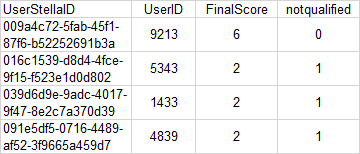 UserStellaID UserID FinalScore notqualified
009a4c72-5fab-45f1-
87f6-b52252691b3a 9213 6 0
016c1539-d8d4-4fce-
9f15-f523e1d0d802 5343 2 1
039d6d9e-9adc-4017-
9f47-8e2c7a370d39 1433 2 1
091e5df5-0716-4489-
af52-3f9665a459d7 4839 2 1